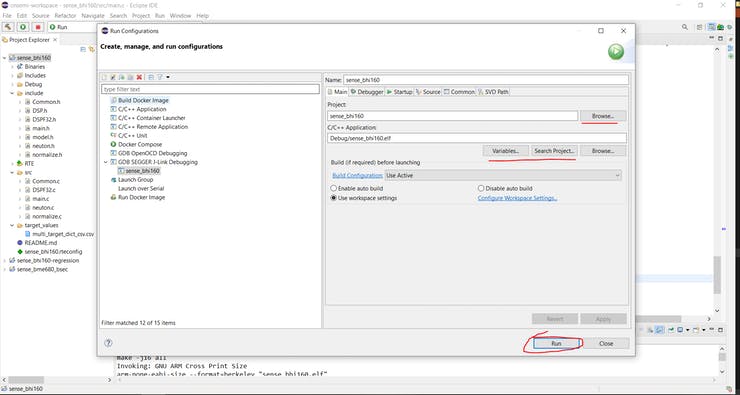 onsemi-workspace - sense_bhi160/src/main.c - Eclipse IDE
File Edit Source Refactor Navigate Search Project Run Window Help
Run
Project Explorer
sense_bhi160
Binaries
Includes
Debug
include
Common.h
DSP.h
DSPF32.h
main.h
model.h
neuton.h
normalize.h
RTE
src
Common.c
DSPF32.c
main.c
neuton.c
normalize.c
target_values
multi_target_dict_csv.csv
README.md
sense_bhi160.rteconfig
sense_bhi160-regression
sense_bme680_bsec
Run Configurations
Create, manage, and run configurations
type filter text
Build Docker Image
C/C++ Application
C/C++ Container Launcher
C/C++ Remote Application
C/C++ Unit
Docker Compose
GDB OpenOCD Debugging
GDB SEGGER J-Link Debugging
sense_bhi160
Launch Group
Launch over Serial
Run Docker Image
Filter matched 12 of 15 items
Name: sense_bhi160
Main Debugger Startup Source Common SVD Path
Project:
sense_bhi160 Browse...
C/C++ Application:
Debug/sense_bhi160.elf
Variables... Search Project... Browse...
Build (if required) before launching
Build Configuration: Use Active
Enable auto build Disable auto build
Use workspace settings Configure Workspace Settings...
Revert Apply
Run Close
make -j16 all
Invoking: GNU ARM Cross Print Size
arm-none-eabi-size --format=berkeley "sense_bhi160.elf"
sense_bhi160